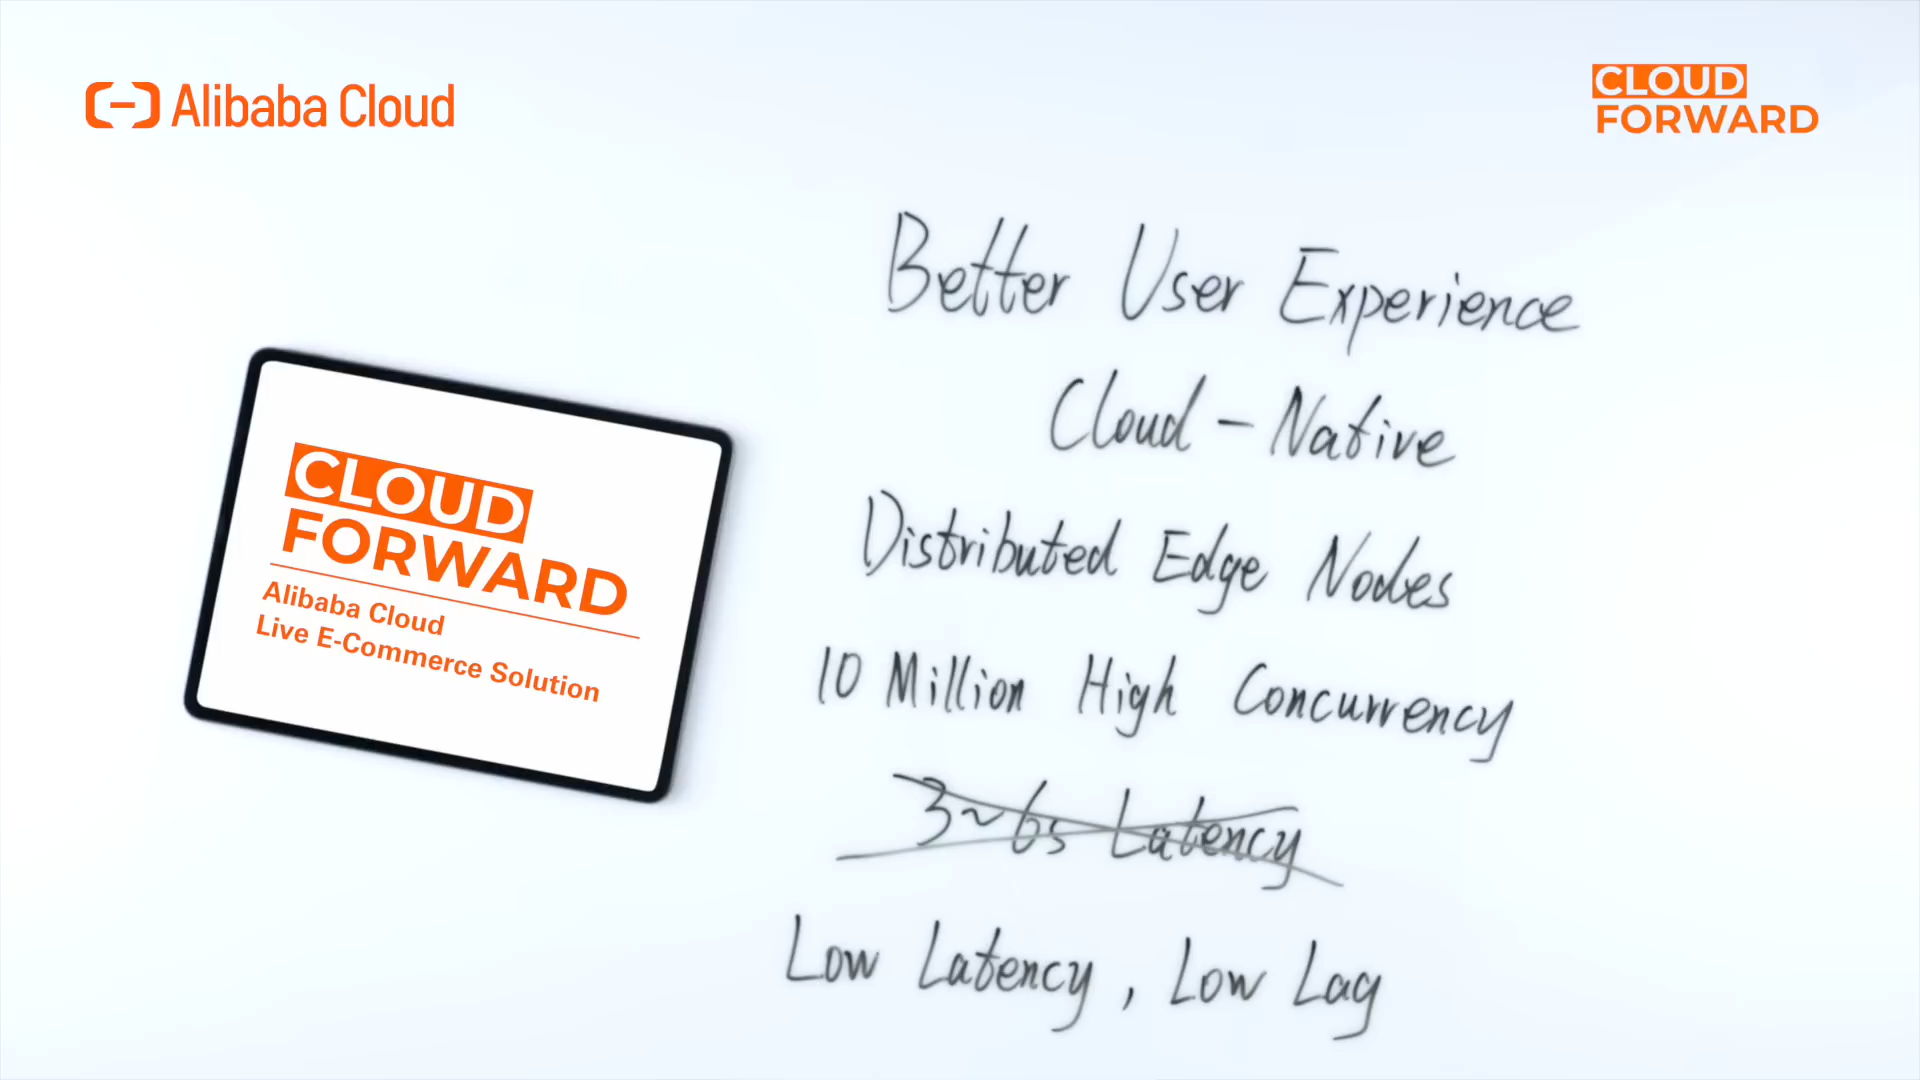 Alibaba Cloud
CLOUD
FORWARD
Better User Experience
Cloud-Native
Distributed Edge Nodes
10 Million High Concurrency
3~6s Latency
Low Latency, Low Lag
CLOUD
FORWARD
Alibaba Cloud
Live E-Commerce Solution